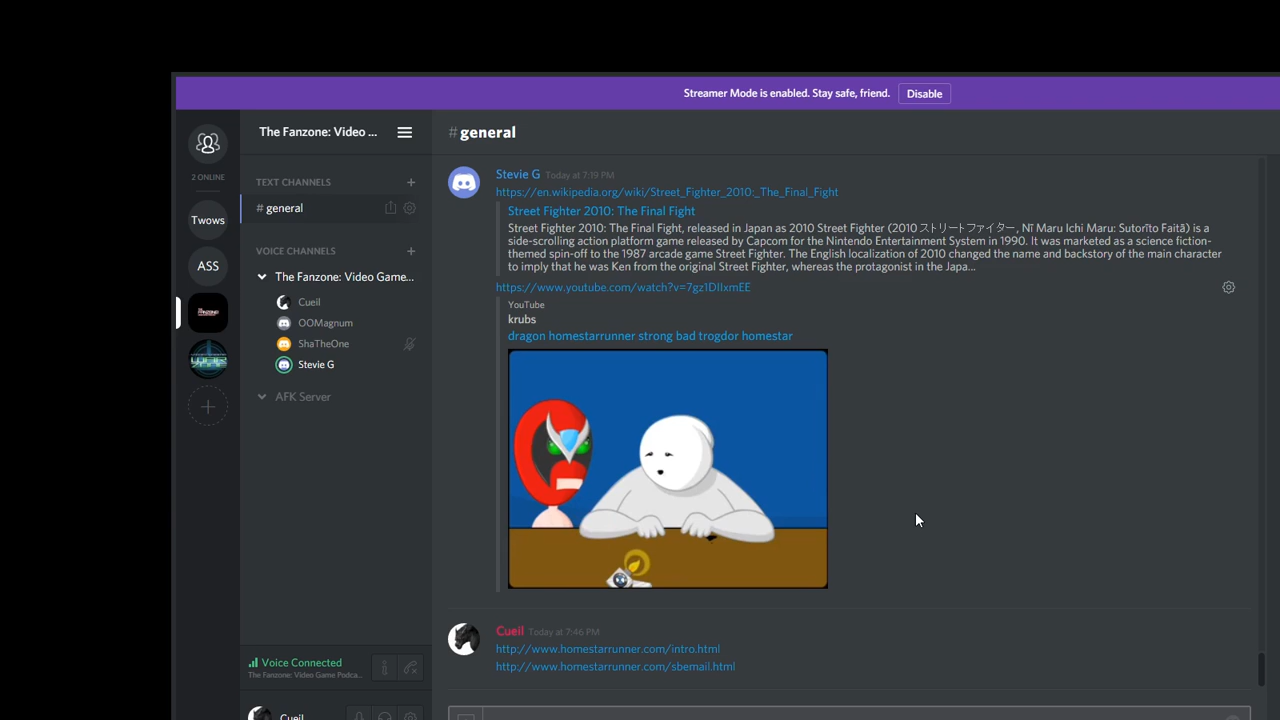 Streamer Mode is enabled. Stay safe, friend. Disable
The Fanzone: Video ...
#general
2 ONLINE
TEXT CHANNELS +
Twows
# general
ASS
VOICE CHANNELS +
The Fanzone: Video Game...
Cueil
OOMagnum
ShaTheOne
Stevie G
AFK Server
Voice Connected
The Fanzone: Video Game Podca...
Cueil
Stevie G Today at 7:19 PM
https://en.wikipedia.org/wiki/Street_Fighter_2010:_The_Final_Fight
Street Fighter 2010: The Final Fight
Street Fighter 2010: The Final Fight, released in Japan as 2010 Street Fighter (2010 ストリートファイター, Nī Maru Ichi Maru: Sutorīto Faitā) is a
side-scrolling action platform game released by Capcom for the Nintendo Entertainment System in 1990. It was marketed as a science fiction-
themed spin-off to the 1987 arcade game Street Fighter. The English localization of 2010 changed the name and backstory of the main character
to imply that he was Ken from the original Street Fighter, whereas the protagonist in the Japa...
https://www.youtube.com/watch?v=7gz1DIIxmEE
YouTube
krubs
dragon homestarrunner strong bad trogdor homestar
Cueil Today at 7:46 PM
http://www.homestarrunner.com/intro.html
http://www.homestarrunner.com/sbemail.html